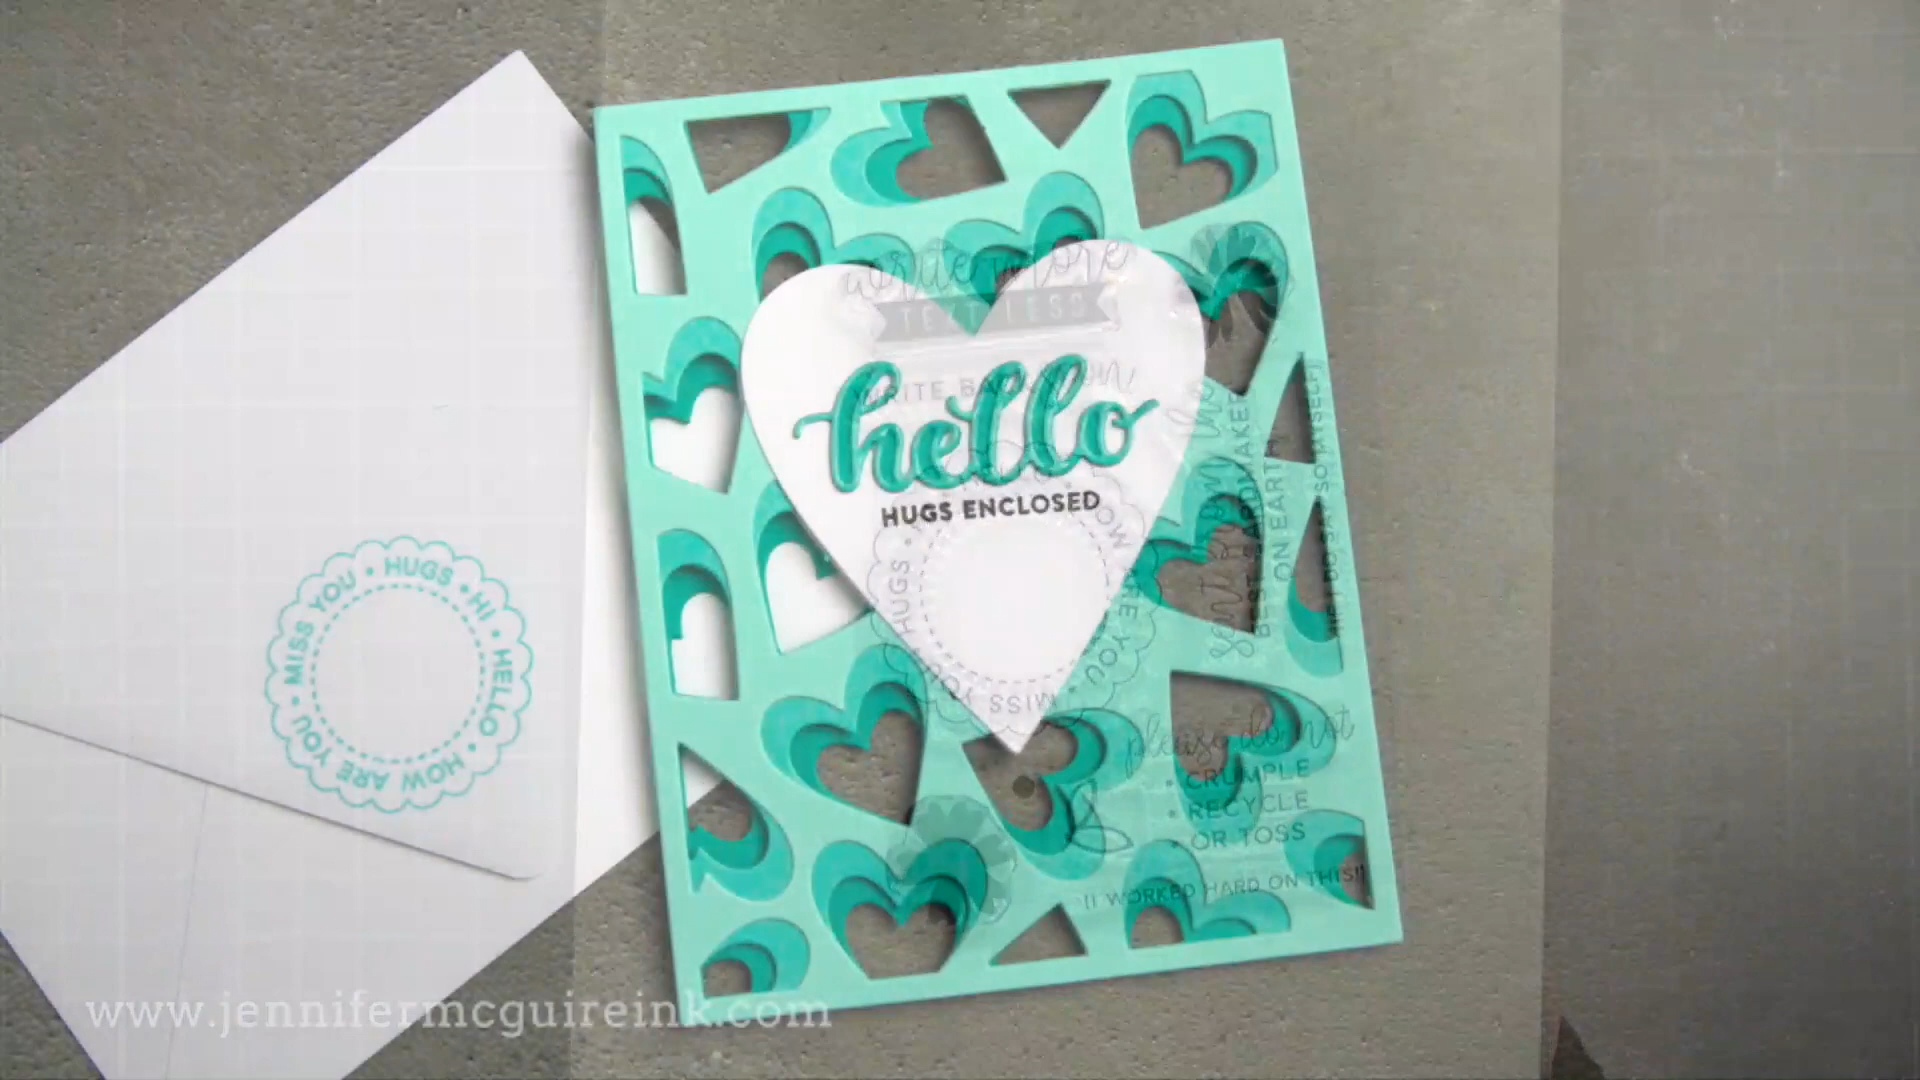 write more
TEXT LESS
WRITE BACK soon
hello
HUGS ENCLOSED
MISS YOU • HUGS • HI • HELLO • HOW ARE YOU •
HUGS •
HOW ARE YOU • MISS YOU
BEST CARDMAKER
ON EARTH
please do not
• CRUMPLE
• RECYCLE
• OR TOSS
(I WORKED HARD ON THIS!)
www.jennifermcguireink.com